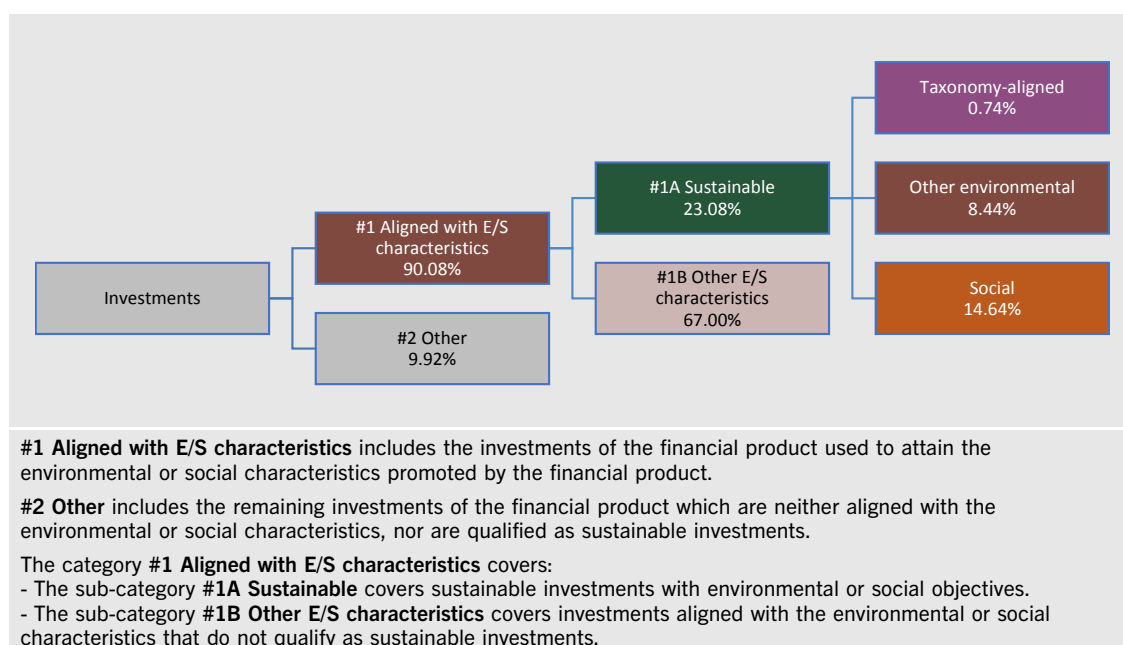 Taxonomy-aligned
0.74%
#1A Sustainable
23.08%
Other environmental
8.44%
#1 Aligned with E/S
characteristics
90.08%
Investments
#1B Other E/S
characteristics
67.00%
Social
14.64%
#2 Other
9.92%
#1 Aligned with E/S characteristics includes the investments of the financial product used to attain the
environmental or social characteristics promoted by the financial product.
#2 Other includes the remaining investments of the financial product which are neither aligned with the
environmental or social characteristics, nor are qualified as sustainable investments.
The category #1 Aligned with E/S characteristics covers:
- The sub-category #1A Sustainable covers sustainable investments with environmental or social objectives.
- The sub-category #1B Other E/S characteristics covers investments aligned with the environmental or social
characteristics that do not qualify as sustainable investments.